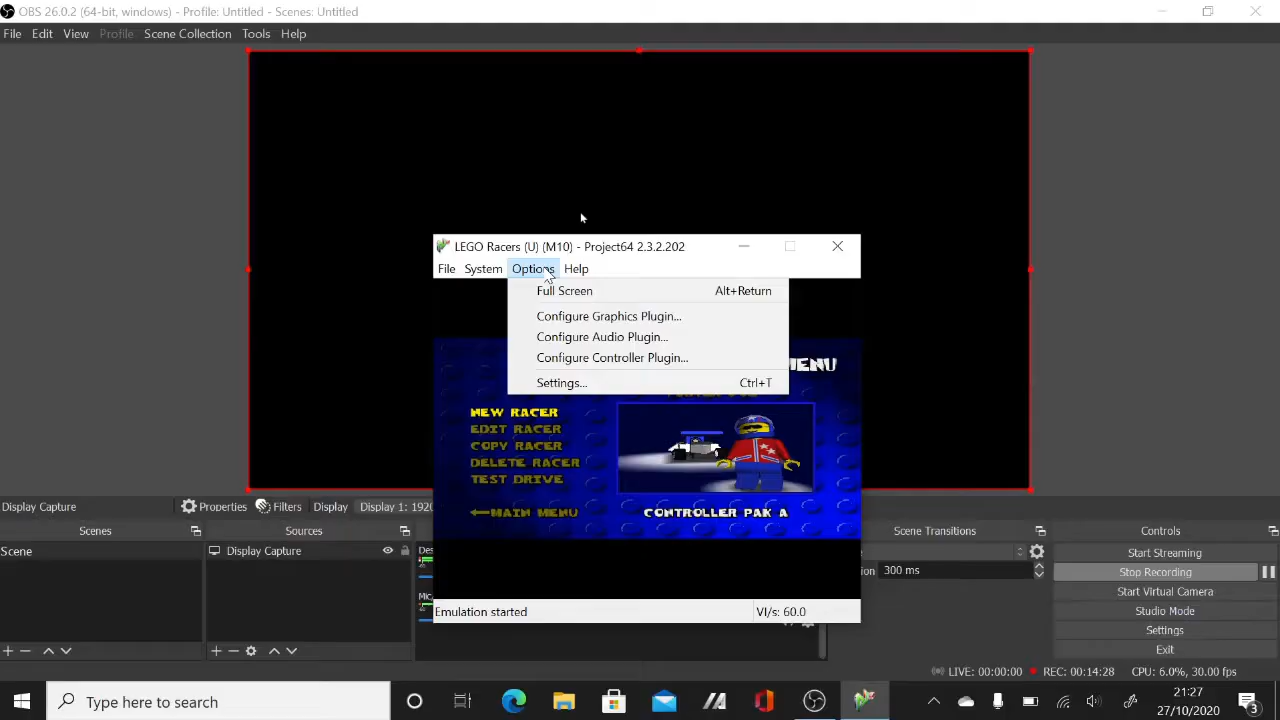 OBS 26.0.2 (64-bit, windows) - Profile: Untitled - Scenes: Untitled
File Edit View Profile Scene Collection Tools Help
LEGO Racers (U) (M10) - Project64 2.3.2.202
File System Options Help
Full Screen Alt+Return
Configure Graphics Plugin...
Configure Audio Plugin...
Configure Controller Plugin...
Settings... Ctrl+T
MENU
NEW RACER
EDIT RACER
COPY RACER
DELETE RACER
TEST DRIVE
MAIN MENU
CONTROLLER PAK A
Emulation started VI/s: 60.0
Display Capture Properties Filters Display Display 1: 192
Scenes Sources Scene Transitions Controls
Scene
Display Capture
300 ms
Start Streaming
Stop Recording
Start Virtual Camera
Studio Mode
Settings
Exit
LIVE: 00:00:00 REC: 00:14:28 CPU: 6.0%, 30.00 fps
Type here to search
21:27
27/10/2020
3